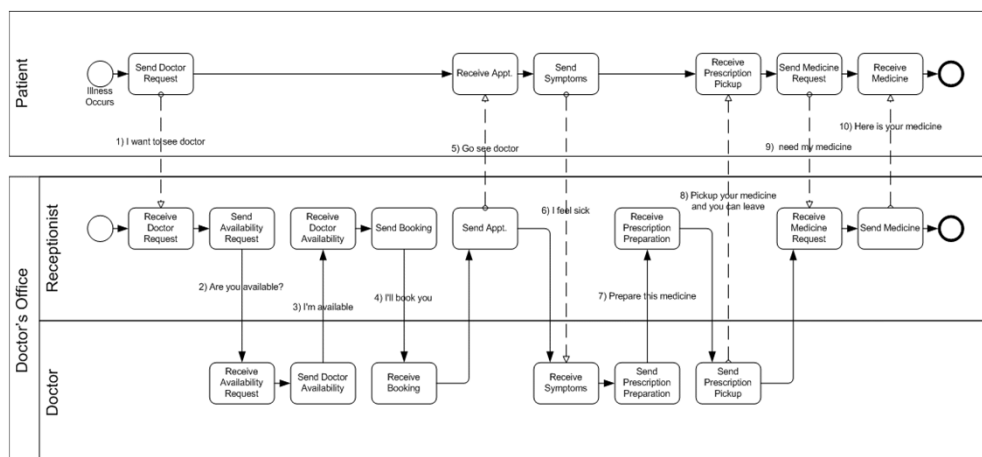 Patient
Illness
Occurs
Send Doctor
Request
Receive Appt.
Send
Symptoms
Receive
Prescription
Pickup
Send Medicine
Request
Receive
Medicine
1) I want to see doctor
5) Go see doctor
9) need my medicine
10) Here is your medicine
Doctor's Office
Receptionist
Receive
Doctor
Request
Send
Availability
Request
Receive
Doctor
Availability
Send Booking
Send Appt.
6) I feel sick
Receive
Prescription
Preparation
8) Pickup your medicine
and you can leave
Receive
Medicine
Request
Send Medicine
2) Are you available?
3) I'm available
4) I'll book you
7) Prepare this medicine
Doctor
Receive
Availability
Request
Send Doctor
Availability
Receive
Booking
Receive
Symptoms
Send
Prescription
Preparation
Send
Prescription
Pickup